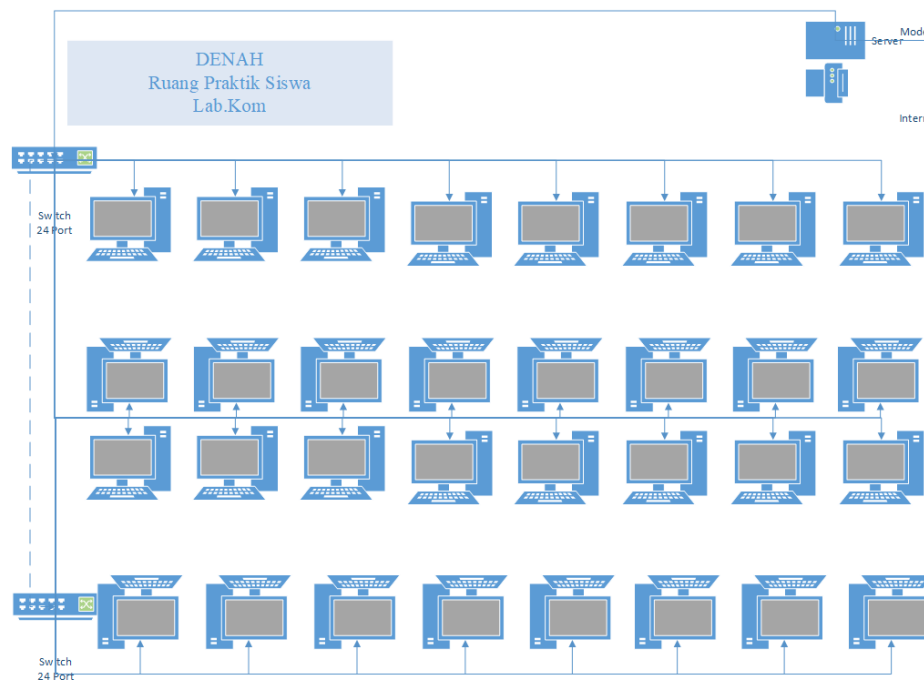 DENAH
Ruang Praktik Siswa
Lab.Kom
Server
Switch
24 Port
Switch
24 Port